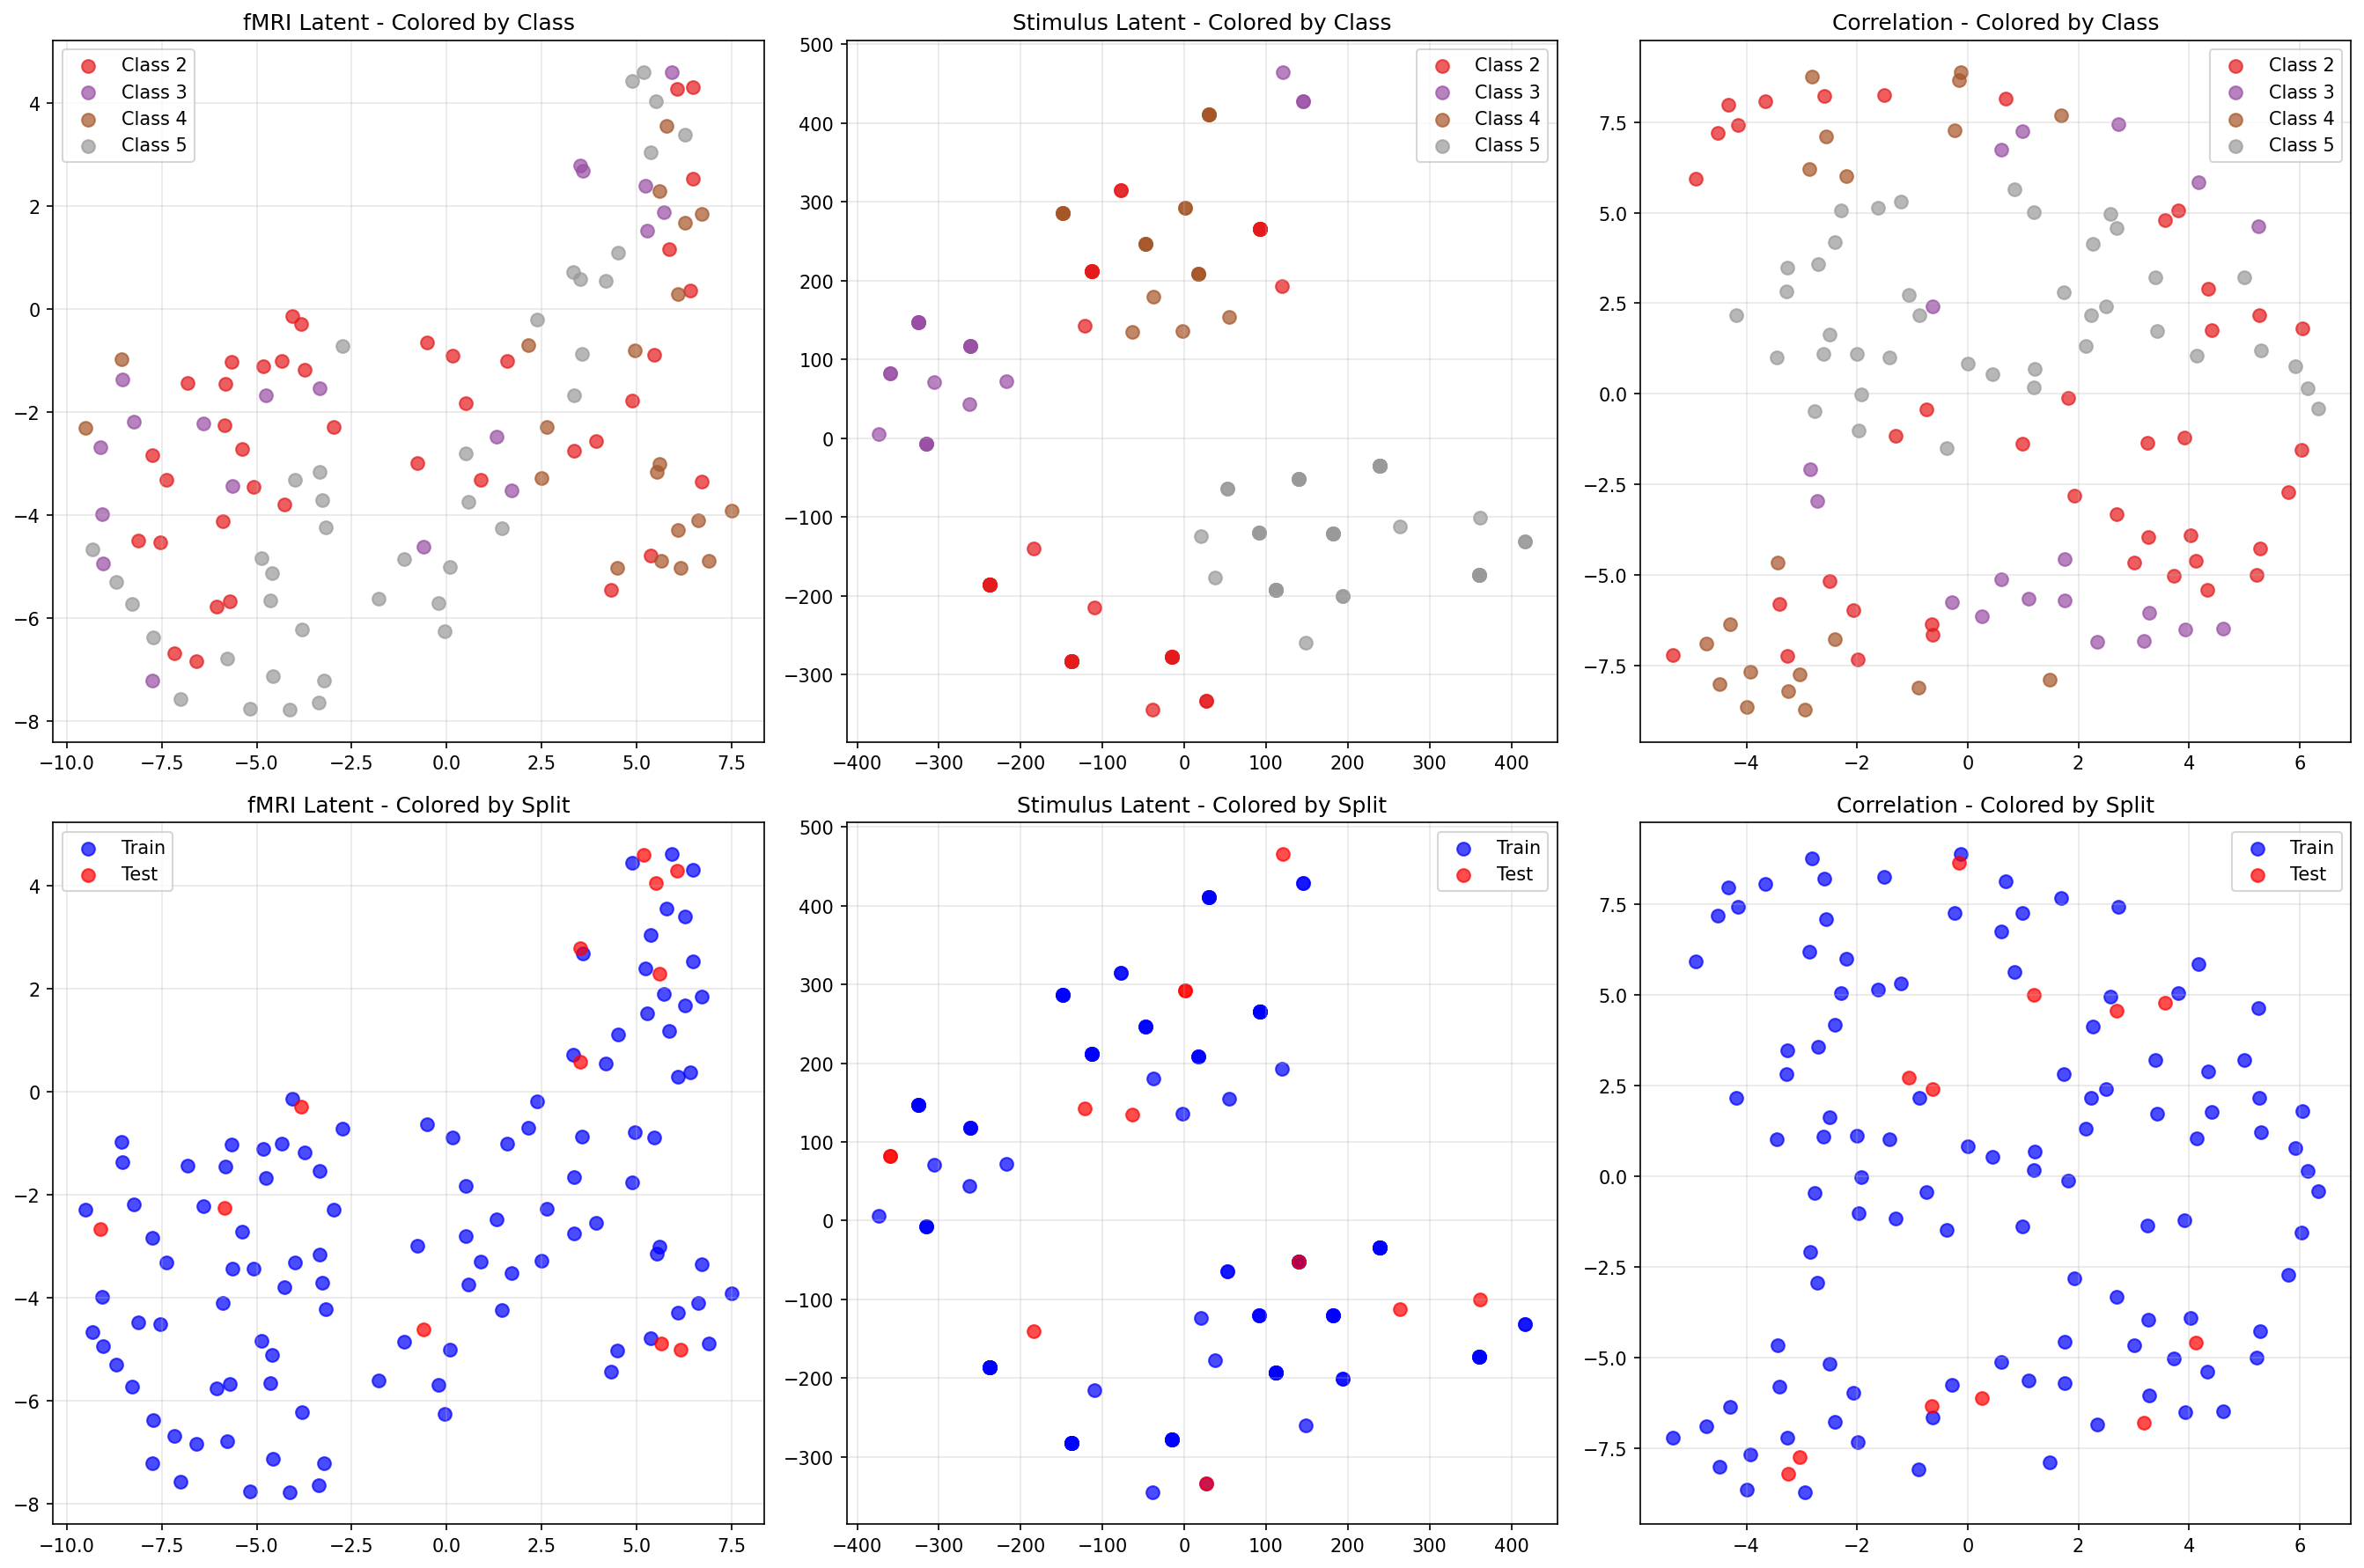 fMRI Latent - Colored by Class
Class 2
Class 3
Class 4
Class 5
4
2
0
−2
−4
−6
−8
−10.0 −7.5 −5.0 −2.5 0.0 2.5 5.0 7.5
Stimulus Latent - Colored by Class
Class 2
Class 3
Class 4
Class 5
500
400
300
200
100
0
−100
−200
−300
−400 −300 −200 −100 0 100 200 300 400
Correlation - Colored by Class
Class 2
Class 3
Class 4
Class 5
7.5
5.0
2.5
0.0
−2.5
−5.0
−7.5
−4 −2 0 2 4 6
fMRI Latent - Colored by Split
Train
Test
4
2
0
−2
−4
−6
−8
−10.0 −7.5 −5.0 −2.5 0.0 2.5 5.0 7.5
Stimulus Latent - Colored by Split
Train
Test
500
400
300
200
100
0
−100
−200
−300
−400 −300 −200 −100 0 100 200 300 400
Correlation - Colored by Split
Train
Test
7.5
5.0
2.5
0.0
−2.5
−5.0
−7.5
−4 −2 0 2 4 6